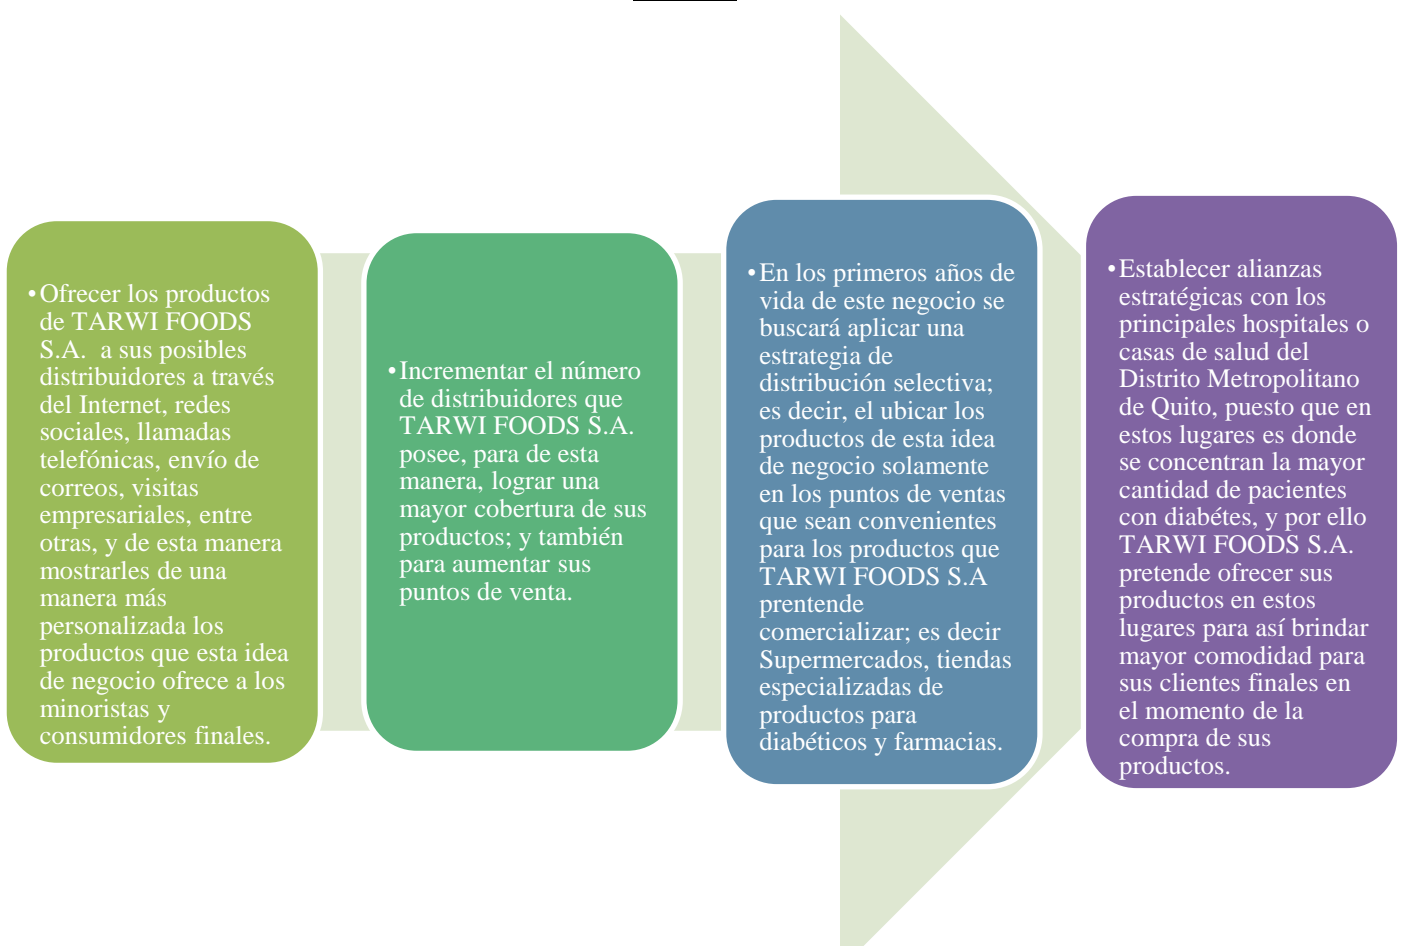 •Ofrecer los productos
de TARWI FOODS
S.A.  a sus posibles
distribuidores a través
del Internet, redes
sociales, llamadas
telefónicas, envío de
correos, visitas
empresariales, entre
otras, y de esta manera
mostrarles de una
manera más
personalizada los
productos que esta idea
de negocio ofrece a los
minoristas y
consumidores finales.
•Incrementar el número
de distribuidores que
TARWI FOODS S.A.
posee, para de esta
manera, lograr una
mayor cobertura de sus
productos; y también
para aumentar sus
puntos de venta.
•En los primeros años de
vida de este negocio se
buscará aplicar una
estrategia de
distribución selectiva;
es decir, el ubicar los
productos de esta idea
de negocio solamente
en los puntos de ventas
que sean convenientes
para los productos que
TARWI FOODS S.A
prentende
comercializar; es decir
Supermercados, tiendas
especializadas de
productos para
diabéticos y farmacias.
•Establecer alianzas
estratégicas con los
principales hospitales o
casas de salud del
Distrito Metropolitano
de Quito, puesto que en
estos lugares es donde
se concentran la mayor
cantidad de pacientes
con diabétes, y por ello
TARWI FOODS S.A.
pretende ofrecer sus
productos en estos
lugares para así brindar
mayor comodidad para
sus clientes finales en
el momento de la
compra de sus
productos.